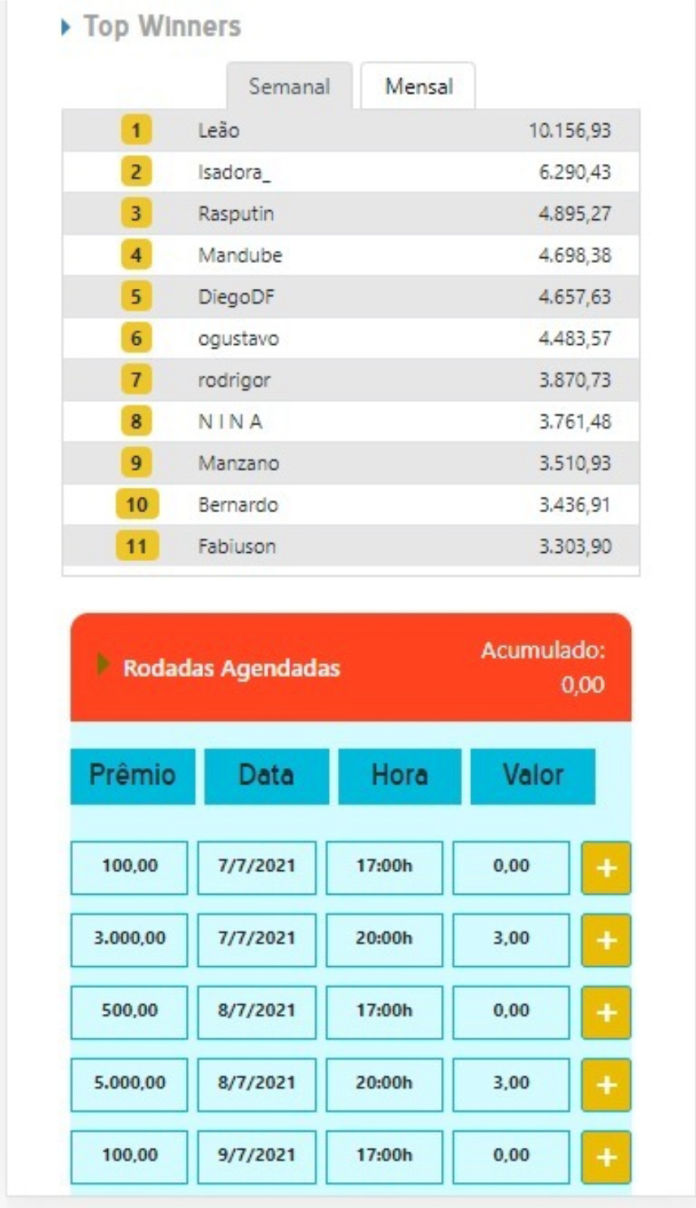 Top Winners
Semanal Mensal
1 Leão 10.156,93
2 Isadora_ 6.290,43
3 Rasputin 4.895,27
4 Mandube 4.698,38
5 DiegoDF 4.657,63
6 ogustavo 4.483,57
7 rodrigor 3.870,73
8 N I N A 3.761,48
9 Manzano 3.510,93
10 Bernardo 3.436,91
11 Fabiuson 3.303,90
Rodadas Agendadas Acumulado:
0,00
Prêmio Data Hora Valor
100,00 7/7/2021 17:00h 0,00 +
3.000,00 7/7/2021 20:00h 3,00 +
500,00 8/7/2021 17:00h 0,00 +
5.000,00 8/7/2021 20:00h 3,00 +
100,00 9/7/2021 17:00h 0,00 +